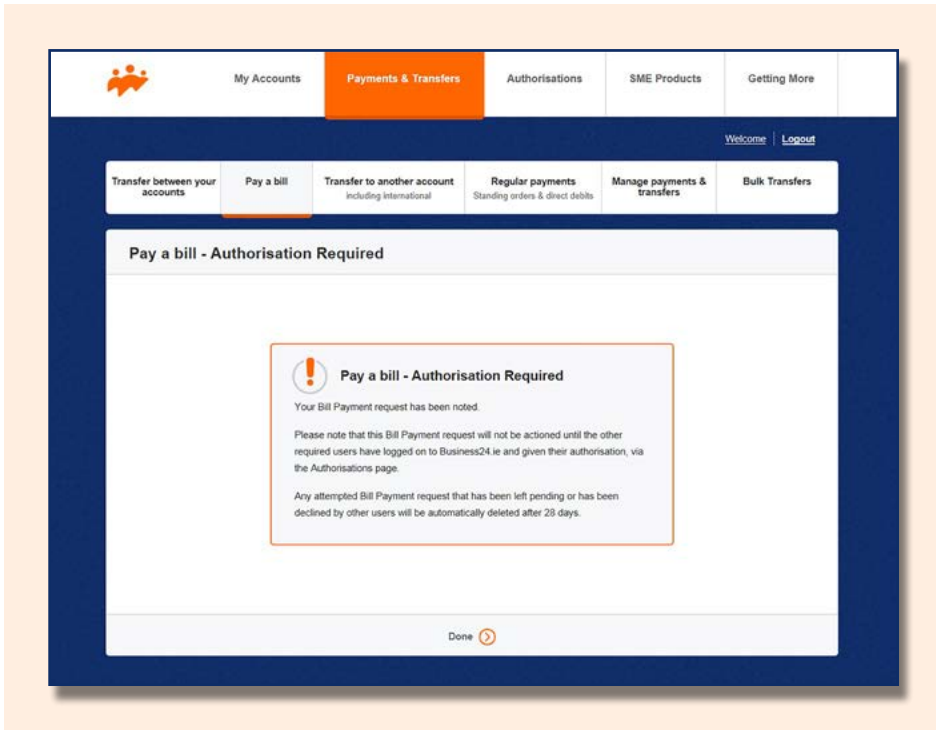 My Accounts Payments & Transfers Authorisations SME Products Getting More
Welcome Logout
Transfer between your accounts
Pay a bill
Transfer to another account
including international
Regular payments
Standing orders & direct debits
Manage payments & transfers
Bulk Transfers
Pay a bill - Authorisation Required
Pay a bill - Authorisation Required
Your Bill Payment request has been noted.
Please note that this Bill Payment request will not be actioned until the other
required users have logged on to Business24.ie and given their authorisation, via
the Authorisations page.
Any attempted Bill Payment request that has been left pending or has been
declined by other users will be automatically deleted after 28 days.
Done